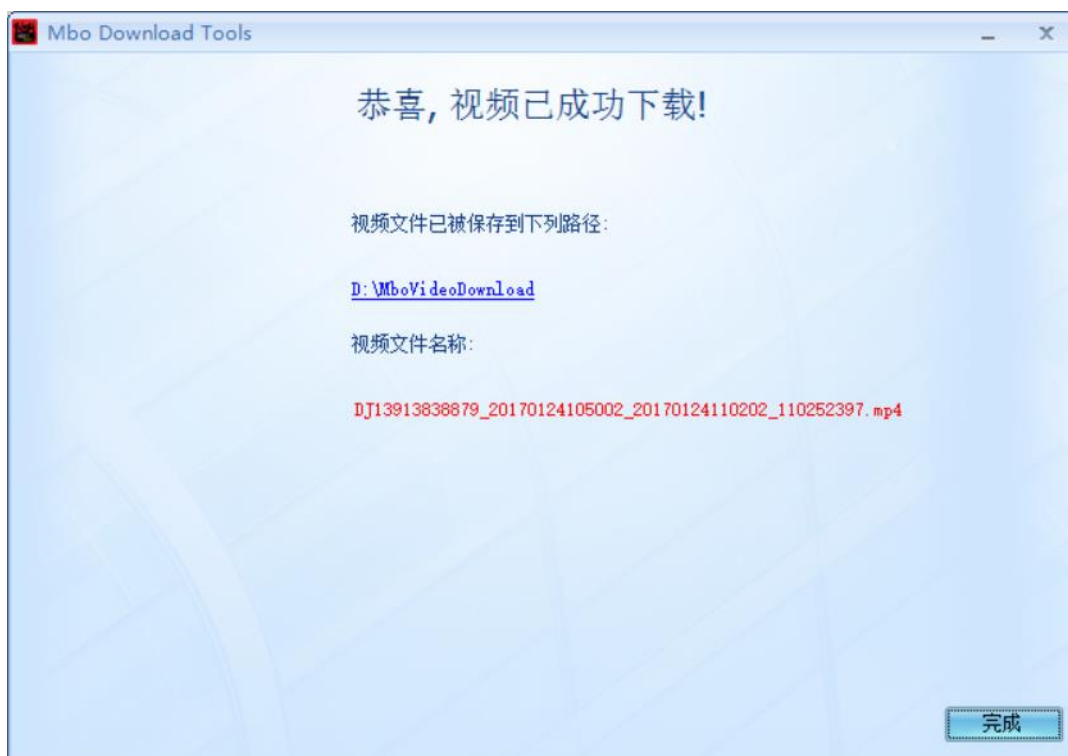 Mbo Download Tools
恭喜, 视频已成功下载!
视频文件已被保存到下列路径:
D:\MboVideoDownload
视频文件名称:
DJ13913838879_20170124105002_20170124110202_110252397.mp4
完成